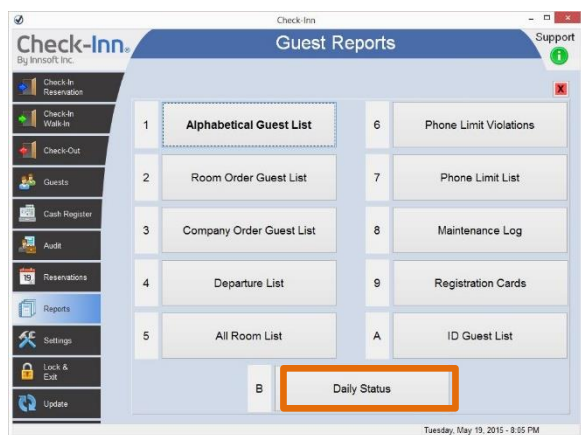 Check-Inn
Check-Inn®
By Innsoft Inc.
Guest Reports
Support
Check-In
Reservation
Check-In
Walk-In
Check-Out
Guests
Cash Register
Audit
19
Reservations
Reports
Settings
Lock &
Exit
Update
X
1 Alphabetical Guest List
2 Room Order Guest List
3 Company Order Guest List
4 Departure List
5 All Room List
6 Phone Limit Violations
7 Phone Limit List
8 Maintenance Log
9 Registration Cards
A ID Guest List
B Daily Status
Tuesday, May 19, 2015 - 8:05 PM